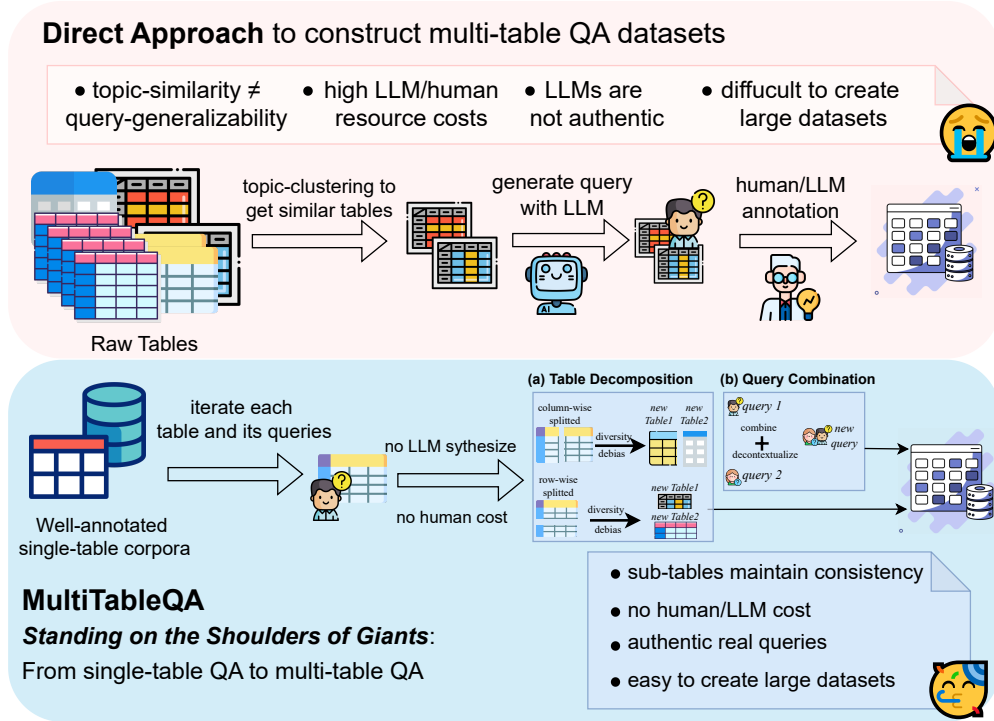 Direct Approach to construct multi-table QA datasets
● topic-similarity ≠
query-generalizability
● high LLM/human
resource costs
● LLMs are
not authentic
● diffucult to create
large datasets
topic-clustering to
get similar tables
generate query
with LLM
human/LLM
annotation
AI
Raw Tables
iterate each
table and its queries
no LLM sythesize
no human cost
Well-annotated
single-table corpora
(a) Table Decomposition
column-wise
splitted
diversity
debias
new
Table1
new
Table2
row-wise
splitted
diversity
debias
new Table1
new Table2
(b) Query Combination
query 1
combine
+
decontextualize
query 2
new
query
MultiTableQA
Standing on the Shoulders of Giants:
From single-table QA to multi-table QA
● sub-tables maintain consistency
● no human/LLM cost
● authentic real queries
● easy to create large datasets